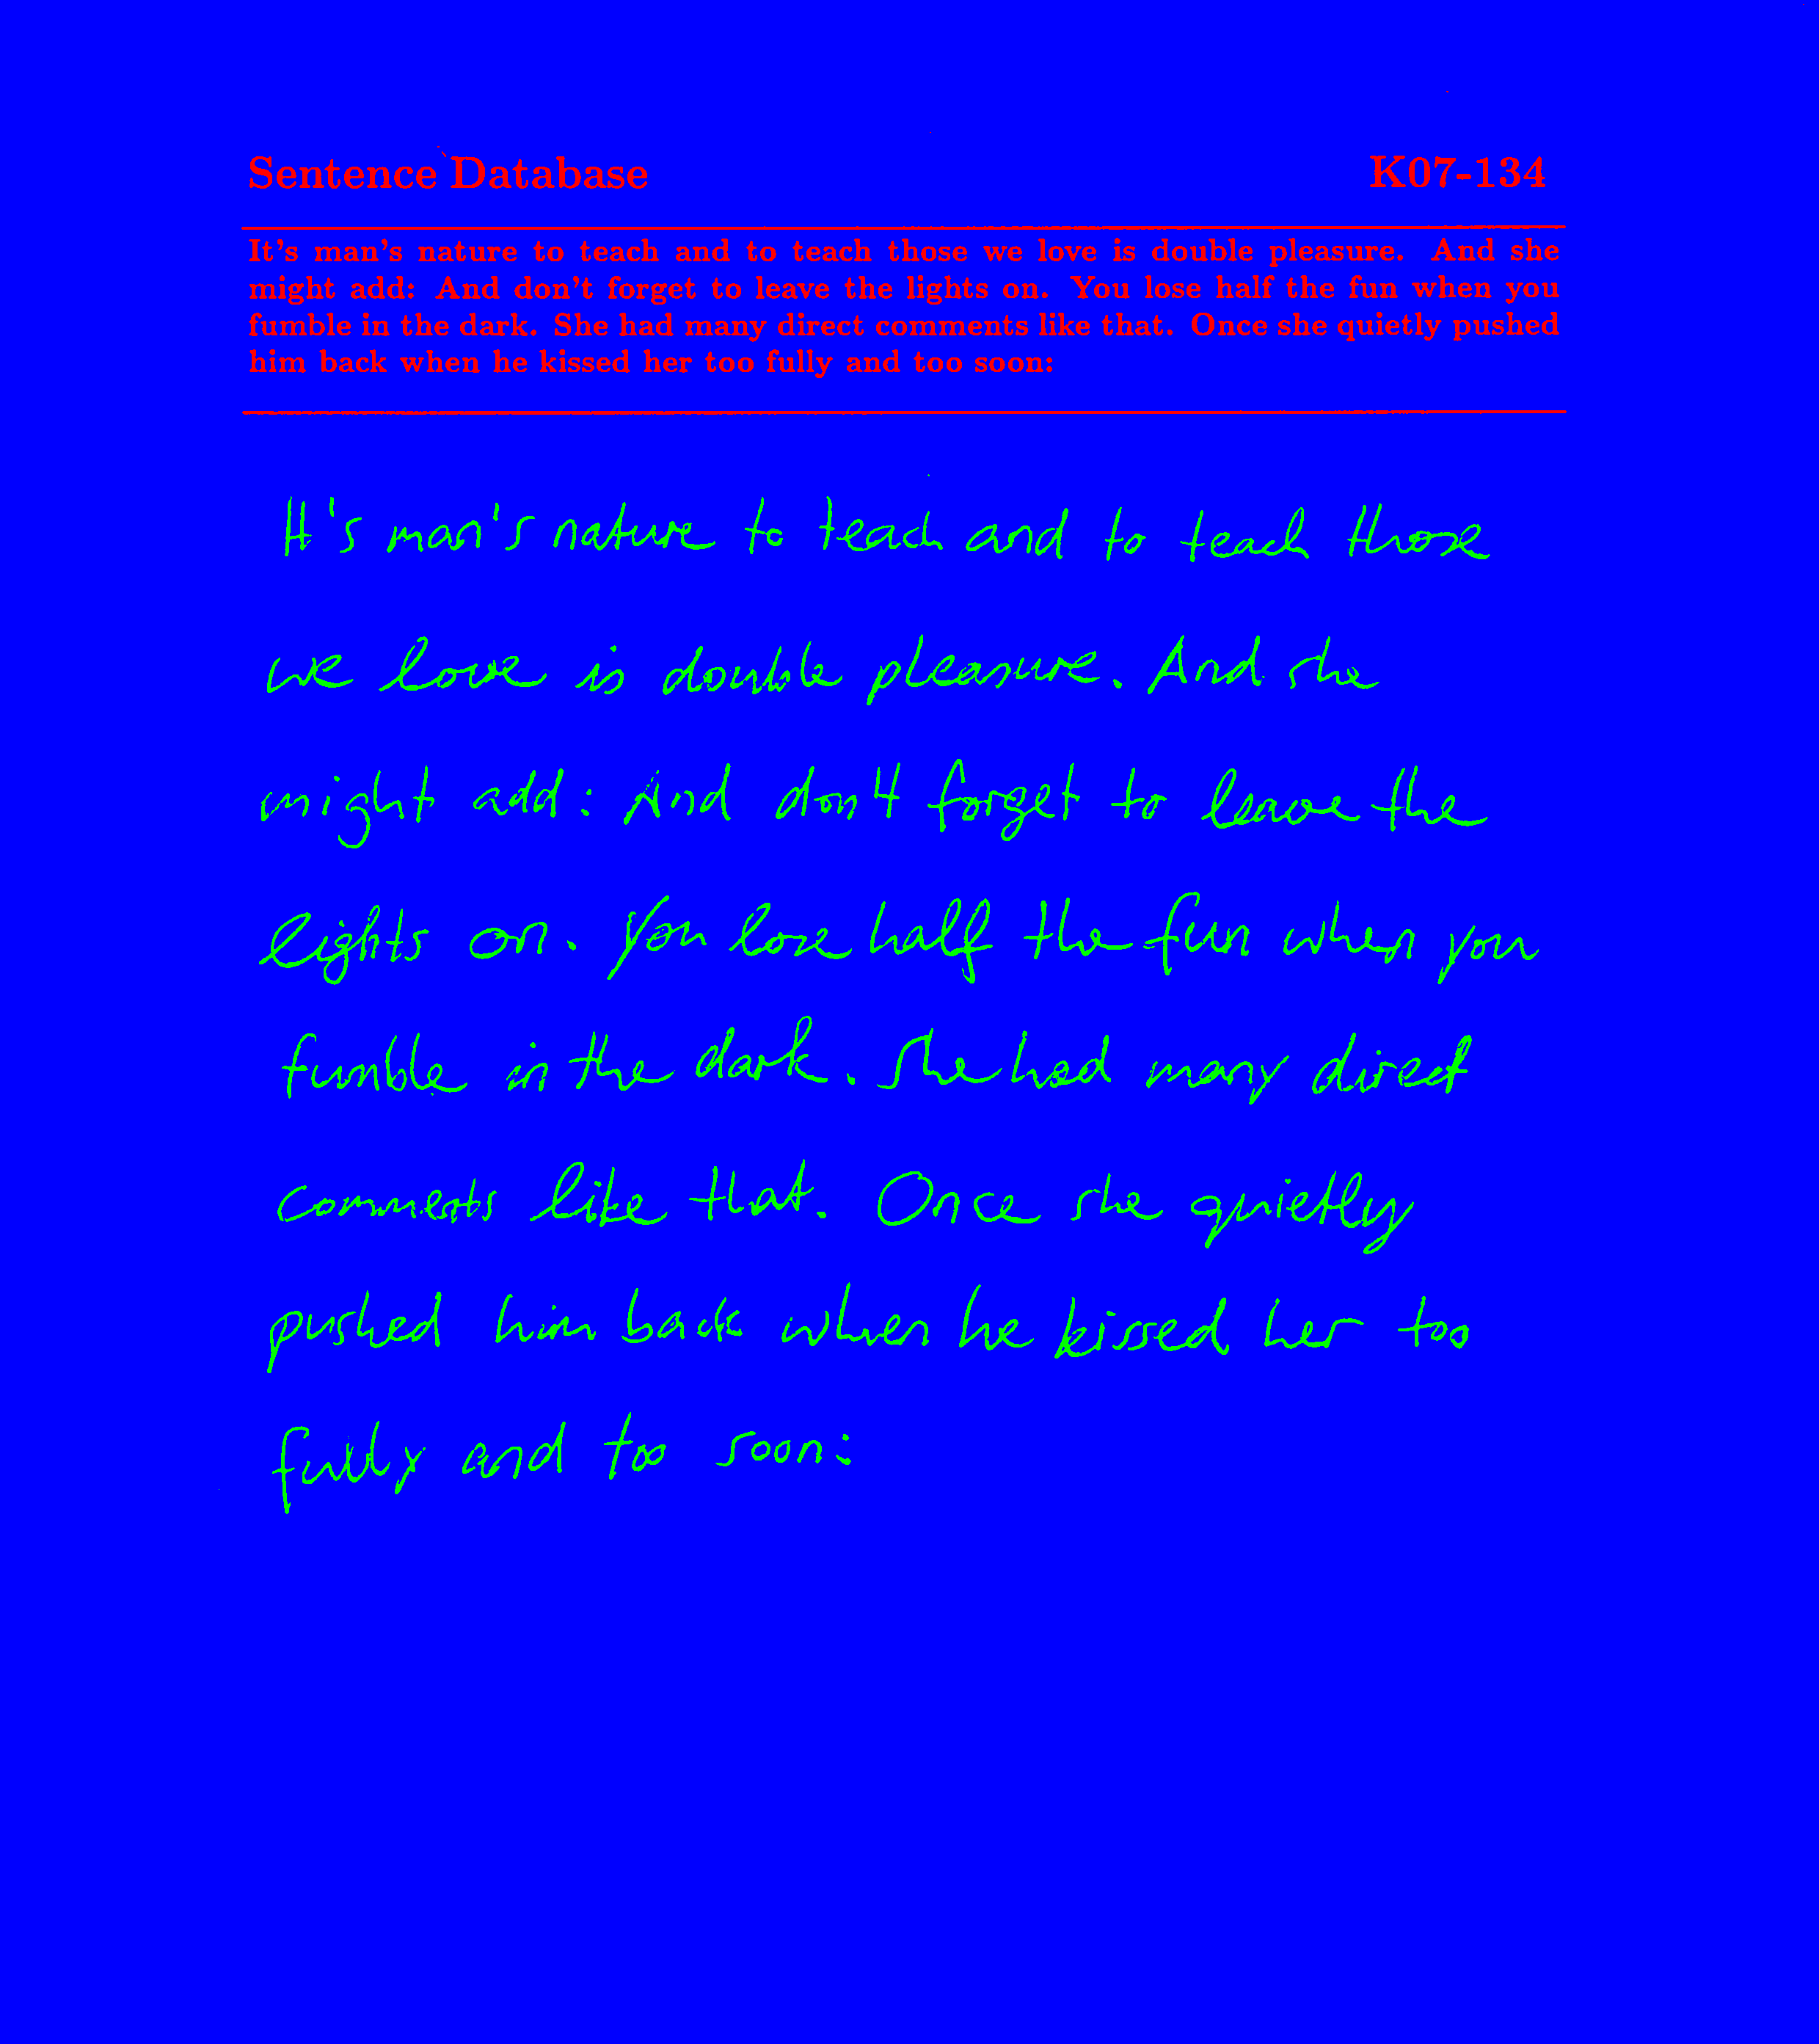 Sentence Database K07-134
It's man's nature to teach and to teach those we love is double pleasure. And she
might add: And don't forget to leave the lights on. You lose half the fun when you
fumble in the dark. She had many direct comments like that. Once she quietly pushed
him back when he kissed her too fully and too soon:
It's man's nature to teach and to teach those
we love is double pleasure. And she
might add: And don't forget to leave the
lights on. You lose half the fun when you
fumble in the dark. She had many direct
comments like that. Once she quietly
pushed him back when he kissed her too
fully and too soon: